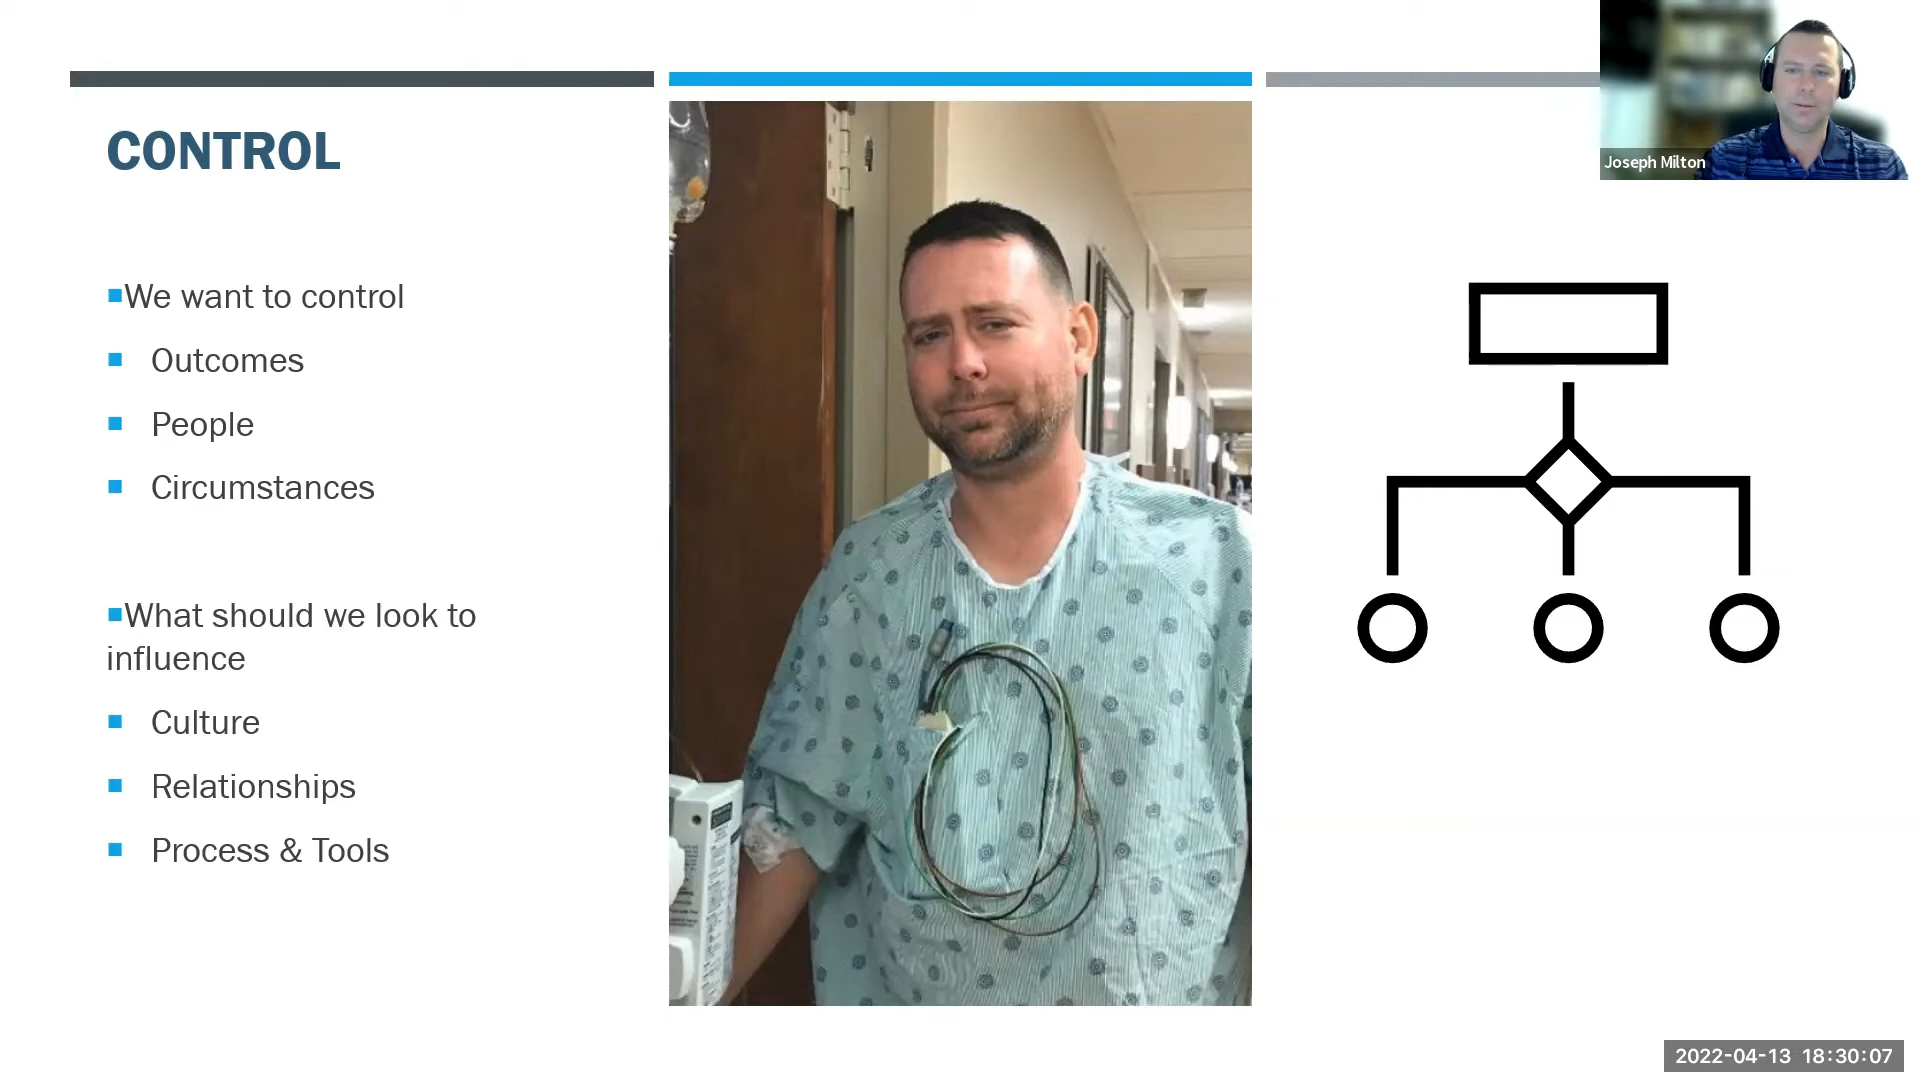 CONTROL
We want to control
Outcomes
People
Circumstances
What should we look to
influence
Culture
Relationships
Process & Tools
Joseph Milton
2022-04-13 18:30:07